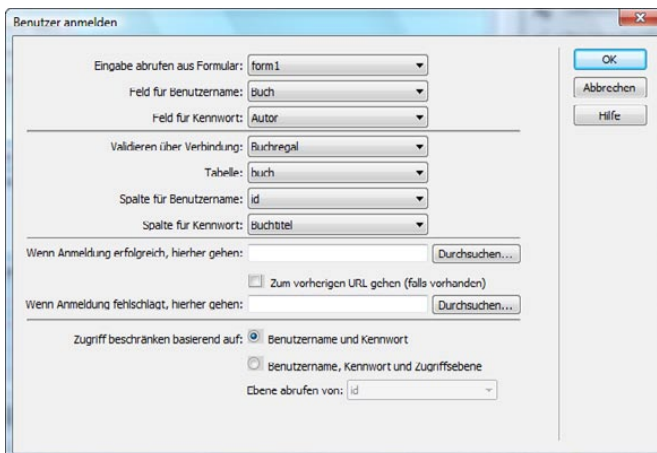 Benutzer anmelden
Eingabe abrufen aus Formular: form1
OK
Feld für Benutzername: Buch
Abbrechen
Feld für Kennwort: Autor
Hilfe
Validieren über Verbindung: Buchregal
Tabelle: buch
Spalte für Benutzername: id
Spalte für Kennwort: Buchtitel
Wenn Anmeldung erfolgreich, hierher gehen: Durchsuchen...
Zum vorherigen URL gehen (falls vorhanden)
Wenn Anmeldung fehlschlagt, hierher gehen: Durchsuchen...
Zugriff beschränken basierend auf: Benutzername und Kennwort
Benutzername, Kennwort und Zugriffsebene
Ebene abrufen von: id